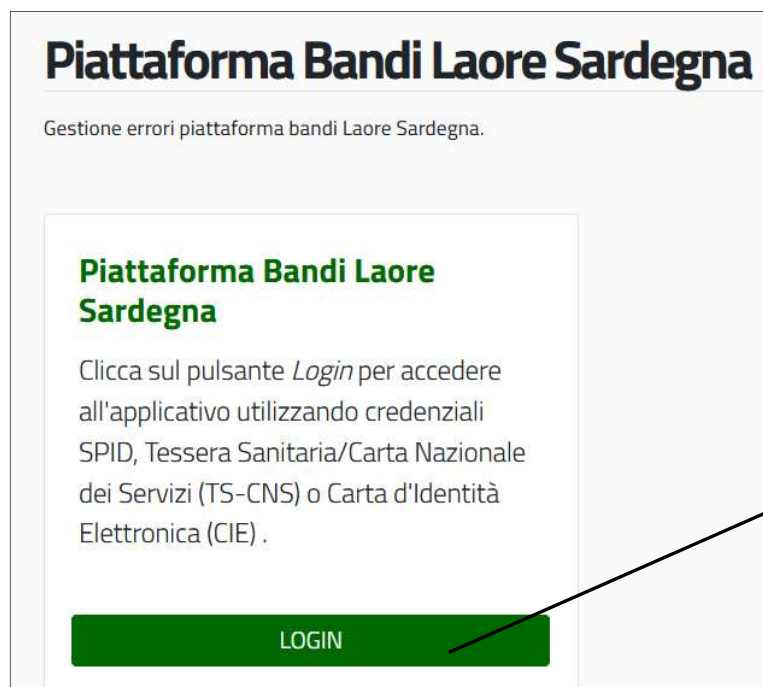 Piattaforma Bandi Laore Sardegna
Gestione errori piattaforma bandi Laore Sardegna.
Piattaforma Bandi Laore
Sardegna
Clicca sul pulsante Login per accedere
all'applicativo utilizzando credenziali
SPID, Tessera Sanitaria/Carta Nazionale
dei Servizi (TS-CNS) o Carta d'Identità
Elettronica (CIE) .
LOGIN